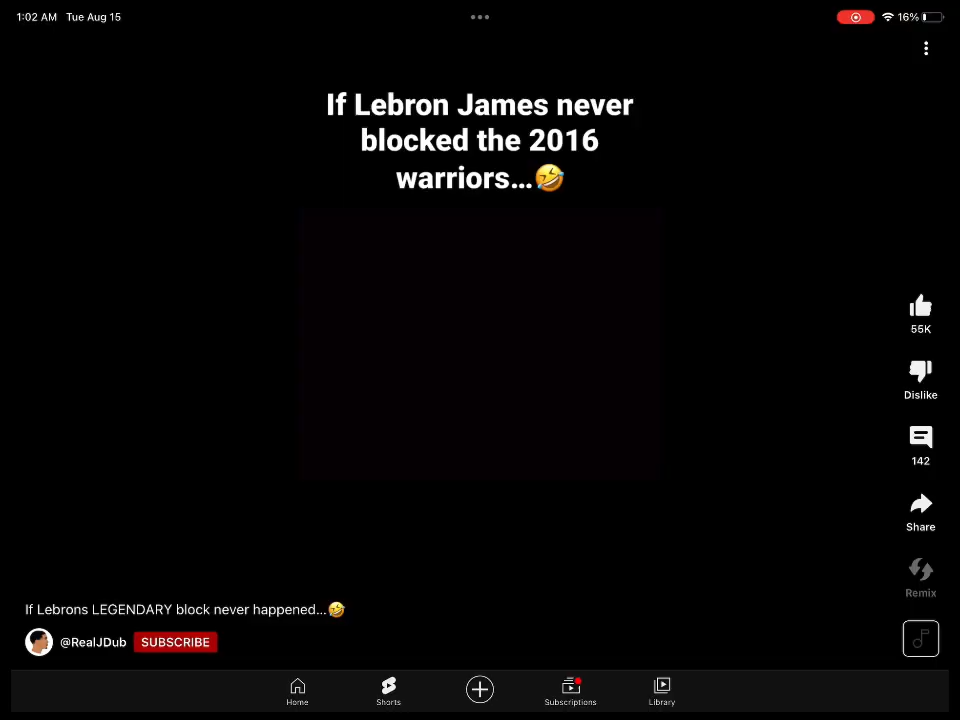 1:02 AM Tue Aug 15
16%
If Lebron James never
blocked the 2016
warriors...🤣
55K
Dislike
142
Share
Remix
If Lebrons LEGENDARY block never happened...🤣
@RealJDub SUBSCRIBE
Home Shorts Subscriptions Library